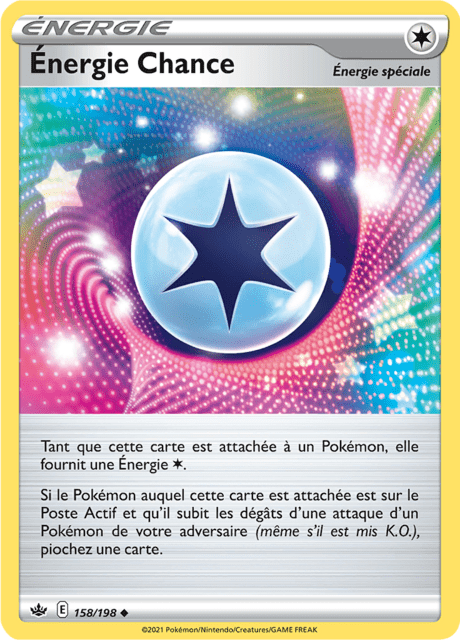 ÉNERGIE
Énergie Chance
Énergie spéciale
Tant que cette carte est attachée à un Pokémon, elle
fournit une Énergie ✶.
Si le Pokémon auquel cette carte est attachée est sur le
Poste Actif et qu'il subit les dégâts d'une attaque d'un
Pokémon de votre adversaire (même s'il est mis K.O.),
piochez une carte.
E 158/198 ◆
©2021 Pokémon/Nintendo/Creatures/GAME FREAK